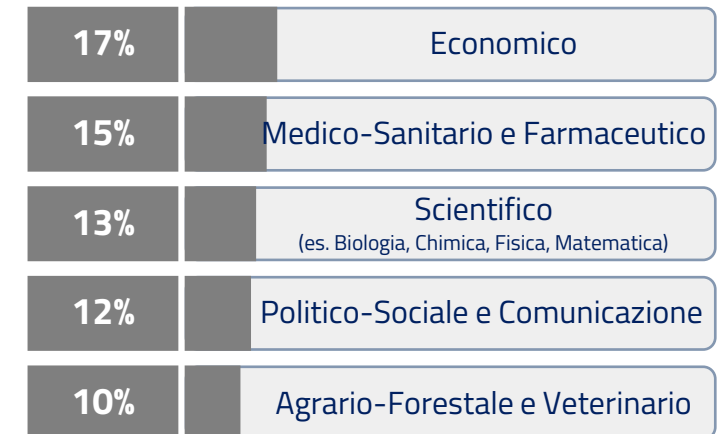 17% Economico
15% Medico-Sanitario e Farmaceutico
13% Scientifico
(es. Biologia, Chimica, Fisica, Matematica)
12% Politico-Sociale e Comunicazione
10% Agrario-Forestale e Veterinario